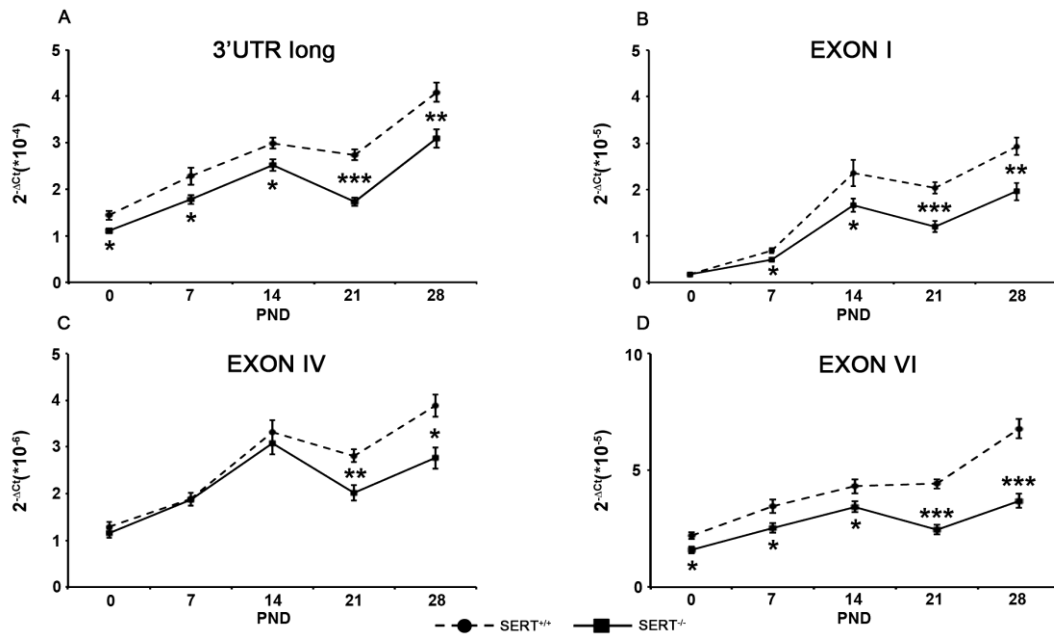 A
3'UTR long
2^-ΔCt(*10^-4)
5
4
3
2
1
0
*
*
*
***
**
0 7 14 21 28
PND
B
EXON I
2^-ΔCt(*10^-5)
5
4
3
2
1
0
*
*
***
**
0 7 14 21 28
PND
C
EXON IV
2^-ΔCt(*10^-6)
5
4
3
2
1
0
**
*
0 7 14 21 28
PND
D
EXON VI
2^-ΔCt(*10^-5)
10
5
0
*
*
*
***
***
0 7 14 21 28
PND
SERT+/+ SERT-/-